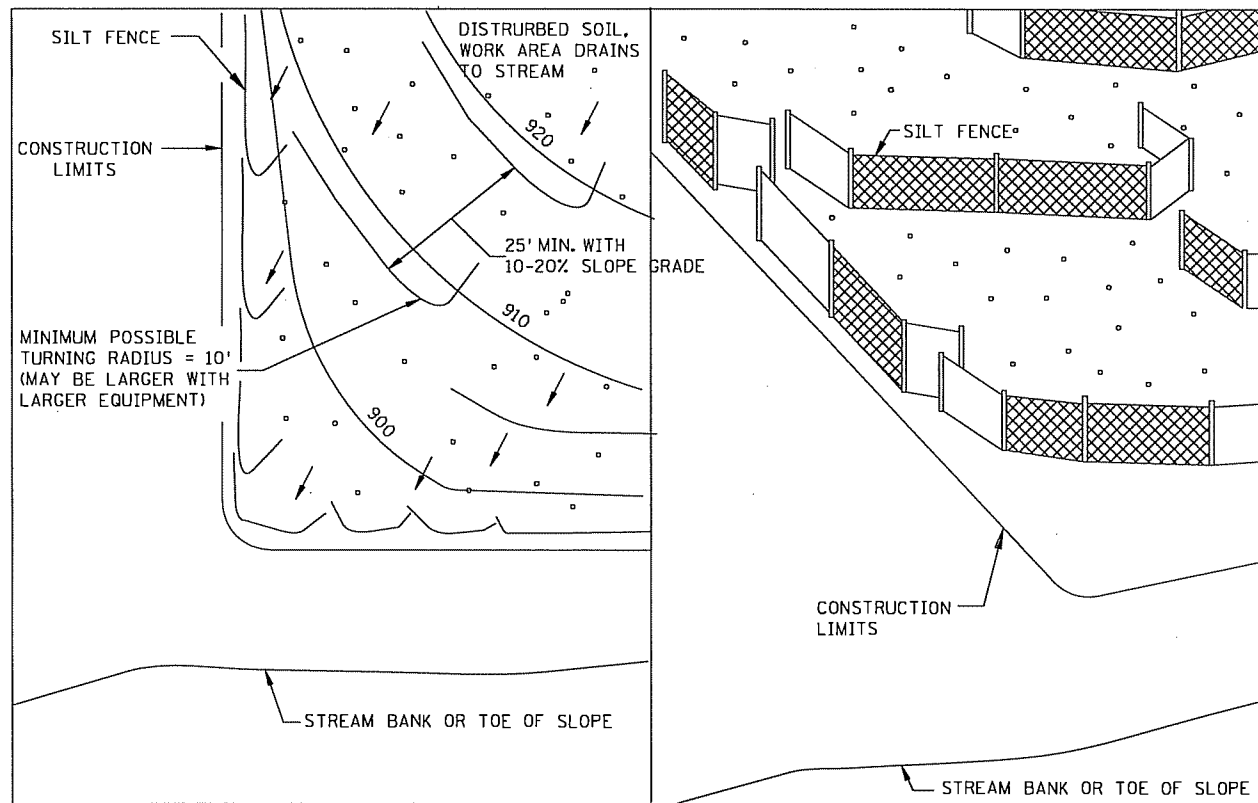 SILT FENCE
DISTRURBED SOIL,
WORK AREA DRAINS
TO STREAM
CONSTRUCTION
LIMITS
920
25' MIN. WITH
10-20% SLOPE GRADE
910
MINIMUM POSSIBLE
TURNING RADIUS = 10'
(MAY BE LARGER WITH
LARGER EQUIPMENT)
900
STREAM BANK OR TOE OF SLOPE
SILT FENCE
CONSTRUCTION
LIMITS
STREAM BANK OR TOE OF SLOPE